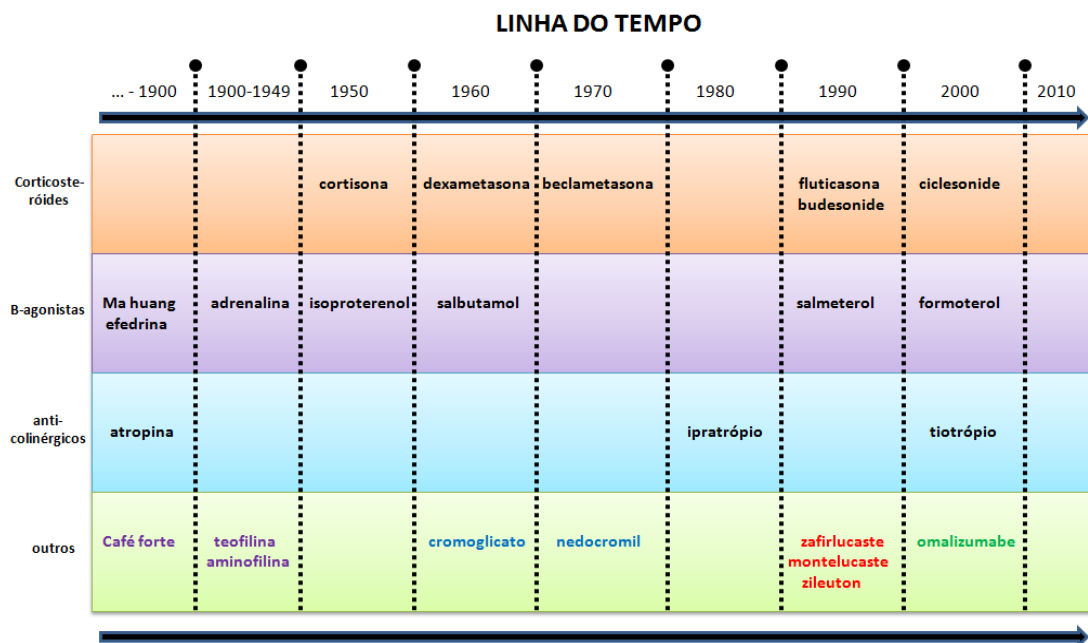 LINHA DO TEMPO
... - 1900 1900-1949 1950 1960 1970 1980 1990 2000 2010
Corticoste-
róides
cortisona dexametasona beclametasona fluticasona ciclesonide
budesonide
B-agonistas
Ma huang adrenalina isoproterenol salbutamol salmeterol formoterol
efedrina
anti-
colinérgicos
atropina ipratrópio tiotrópio
outros
Café forte teofilina cromoglicato nedocromil zafirlucaste omalizumabe
aminofilina montelucaste
zileuton